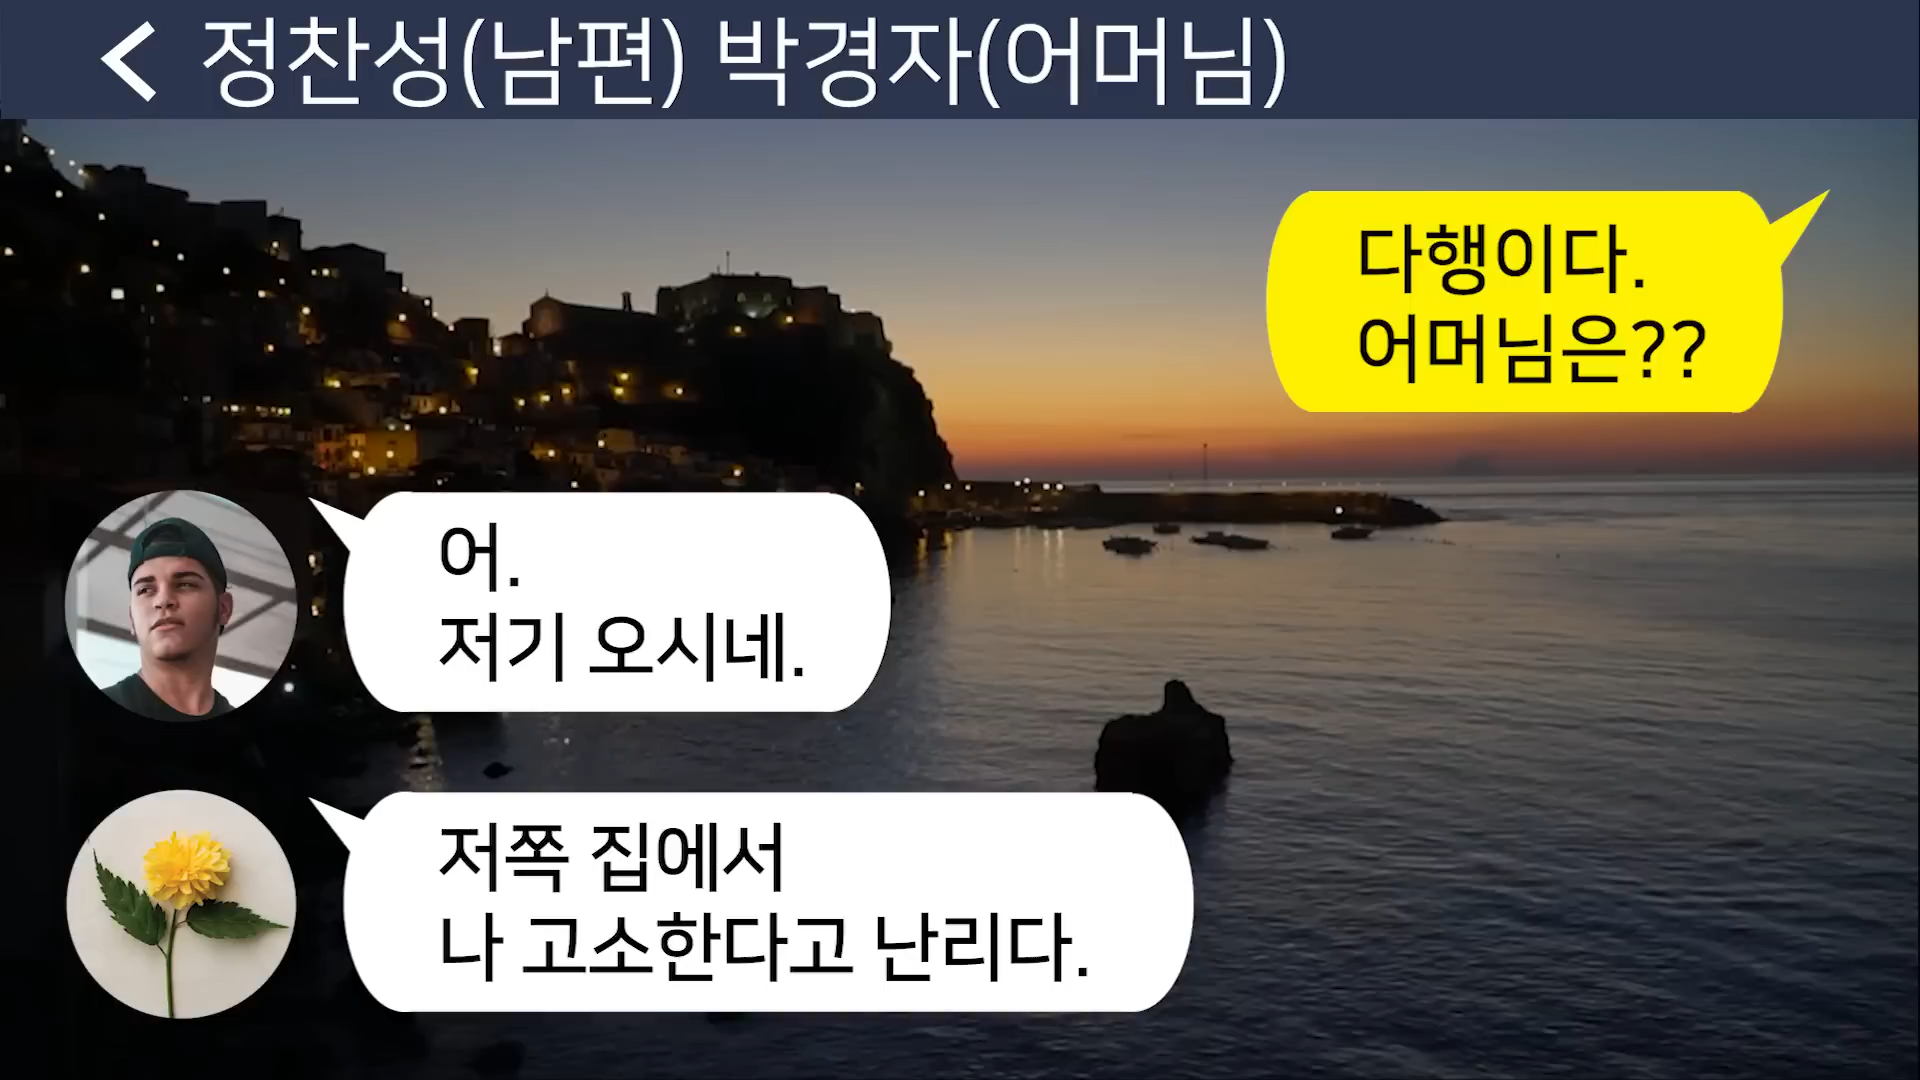 정찬성(남편) 박경자(어머님)
다행이다.
어머님은??
어.
저기 오시네.
저쪽 집에서
나 고소한다고 난리다.